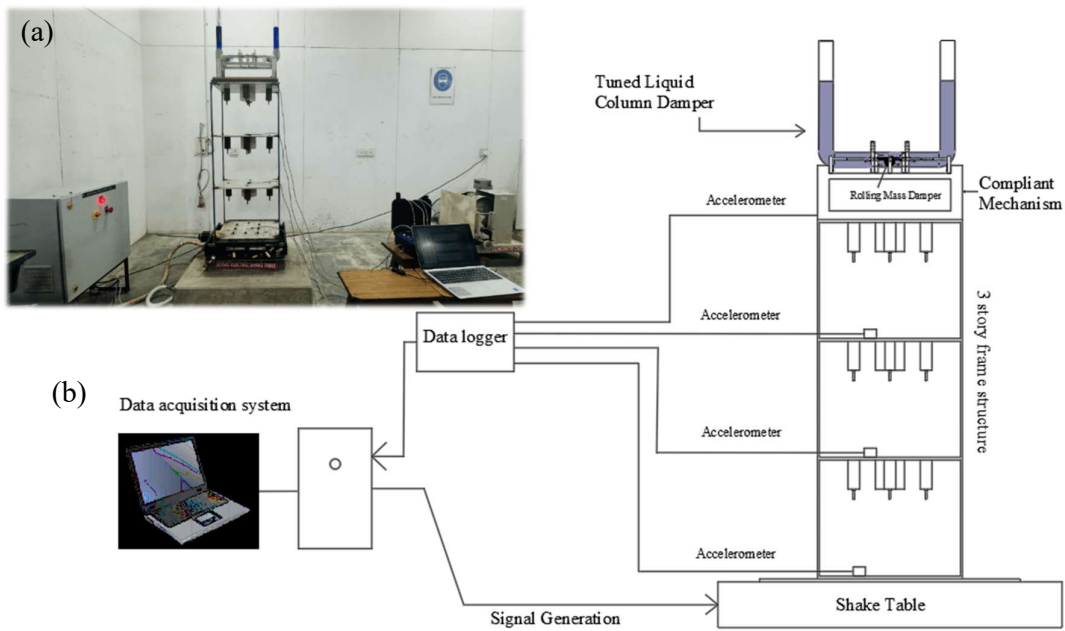 (a)
Tuned Liquid
Column Damper
Rolling Mass Damper
Compliant
Mechanism
Accelerometer
Accelerometer
3 story frame structure
Data logger
(b)
Data acquisition system
Accelerometer
Accelerometer
Shake Table
Signal Generation